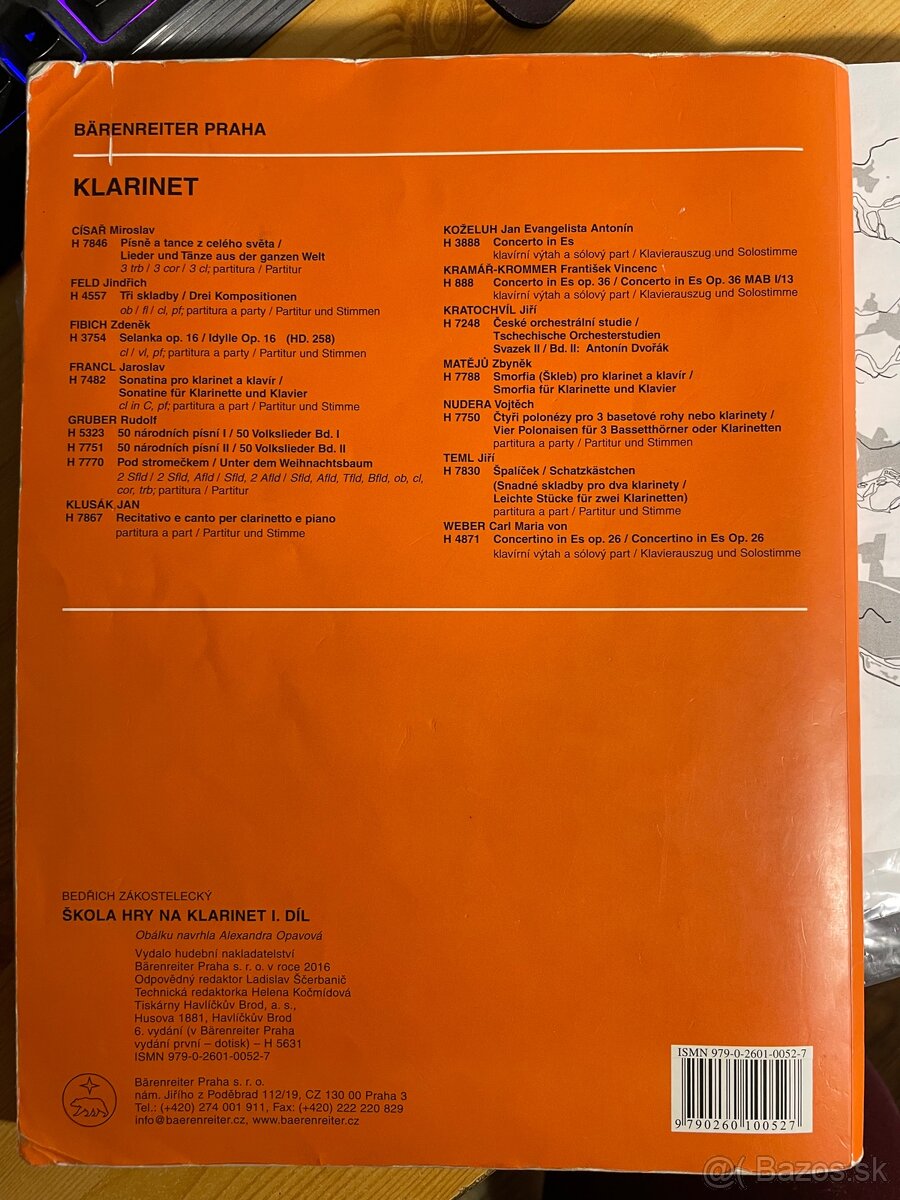 BÄRENREITER PRAHA
KLARINET
CÍSAŘ Miroslav
H 7846 Písně a tance z celého světa /
Lieder und Tänze aus der ganzen Welt
3 trb / 3 cor / 3 cl; partitura / Partitur
FELD Jindřich
H 4557 Tři skladby / Drei Kompositionen
ob / fl / cl, pf; partitura a party / Partitur und Stimmen
FIBICH Zdeněk
H 3754 Selanka op. 16 / Idylle Op. 16 (HD. 258)
cl / vl, pf; partitura a party / Partitur und Stimmen
FRANCL Jaroslav
H 7482 Sonatina pro klarinet a klavír /
Sonatine für Klarinette und Klavier
cl in C, pf; partitura a part / Partitur und Stimme
GRUBER Rudolf
H 5323 50 národních písní I / 50 Volkslieder Bd. I
H 7751 50 národních písní II / 50 Volkslieder Bd. II
H 7770 Pod stromečkem / Unter dem Weihnachtsbaum
2 Sfld / 2 Sfld, Afld / Sfld, 2 Afld / Sfld, Afld, Tfld, Bfld, ob, cl,
cor, trb; partitura / Partitur
KLUSÁK JAN
H 7867 Recitativo e canto per clarinetto e piano
partitura a part / Partitur und Stimme
KOŽELUH Jan Evangelista Antonín
H 3888 Concerto in Es
klavírní výtah a sólový part / Klavierauszug und Solostimme
KRAMÁŘ-KROMMER František Vincenc
H 888 Concerto in Es op. 36 / Concerto in Es Op. 36 MAB I/13
klavírní výtah a sólový part / Klavierauszug und Solostimme
KRATOCHVÍL Jiří
H 7248 České orchestrální studie /
Tschechische Orchesterstudien
Svazek II / Bd. II: Antonín Dvořák
MATĚJŮ Zbyněk
H 7788 Smorfia (Škleb) pro klarinet a klavír /
Smorfia für Klarinette und Klavier
NUDERA Vojtěch
H 7750 Čtyři polonézy pro 3 basetové rohy nebo klarinety /
Vier Polonaisen für 3 Bassetthörner oder Klarinetten
partitura a party / Partitur und Stimmen
TEML Jiří
H 7830 Špalíček / Schatzkästchen
(Snadné skladby pro dva klarinety /
Leichte Stücke für zwei Klarinetten)
partitura a part / Partitur und Stimme
WEBER Carl Maria von
H 4871 Concertino in Es op. 26 / Concertino in Es Op. 26
klavírní výtah a sólový part / Klavierauszug und Solostimme
BEDŘICH ZÁKOSTELECKÝ
ŠKOLA HRY NA KLARINET I. DÍL
Obálku navrhla Alexandra Opavová
Vydalo hudební nakladatelství
Bärenreiter Praha s. r. o. v roce 2016
Odpovědný redaktor Ladislav Ščerbanič
Technická redaktorka Helena Kočmídová
Tiskárny Havlíčkův Brod, a. s.,
Husova 1881, Havlíčkův Brod
6. vydání (v Bärenreiter Praha
vydání první – dotisk) – H 5631
ISMN 979-0-2601-0052-7
Bärenreiter Praha s. r. o.
nám. Jiřího z Poděbrad 112/19, CZ 130 00 Praha 3
Tel.: (+420) 274 001 911, Fax: (+420) 222 220 829
info@baerenreiter.cz, www.baerenreiter.cz
ISMN 979-0-2601-0052-7
9 790260 100527
@( Bazos.sk